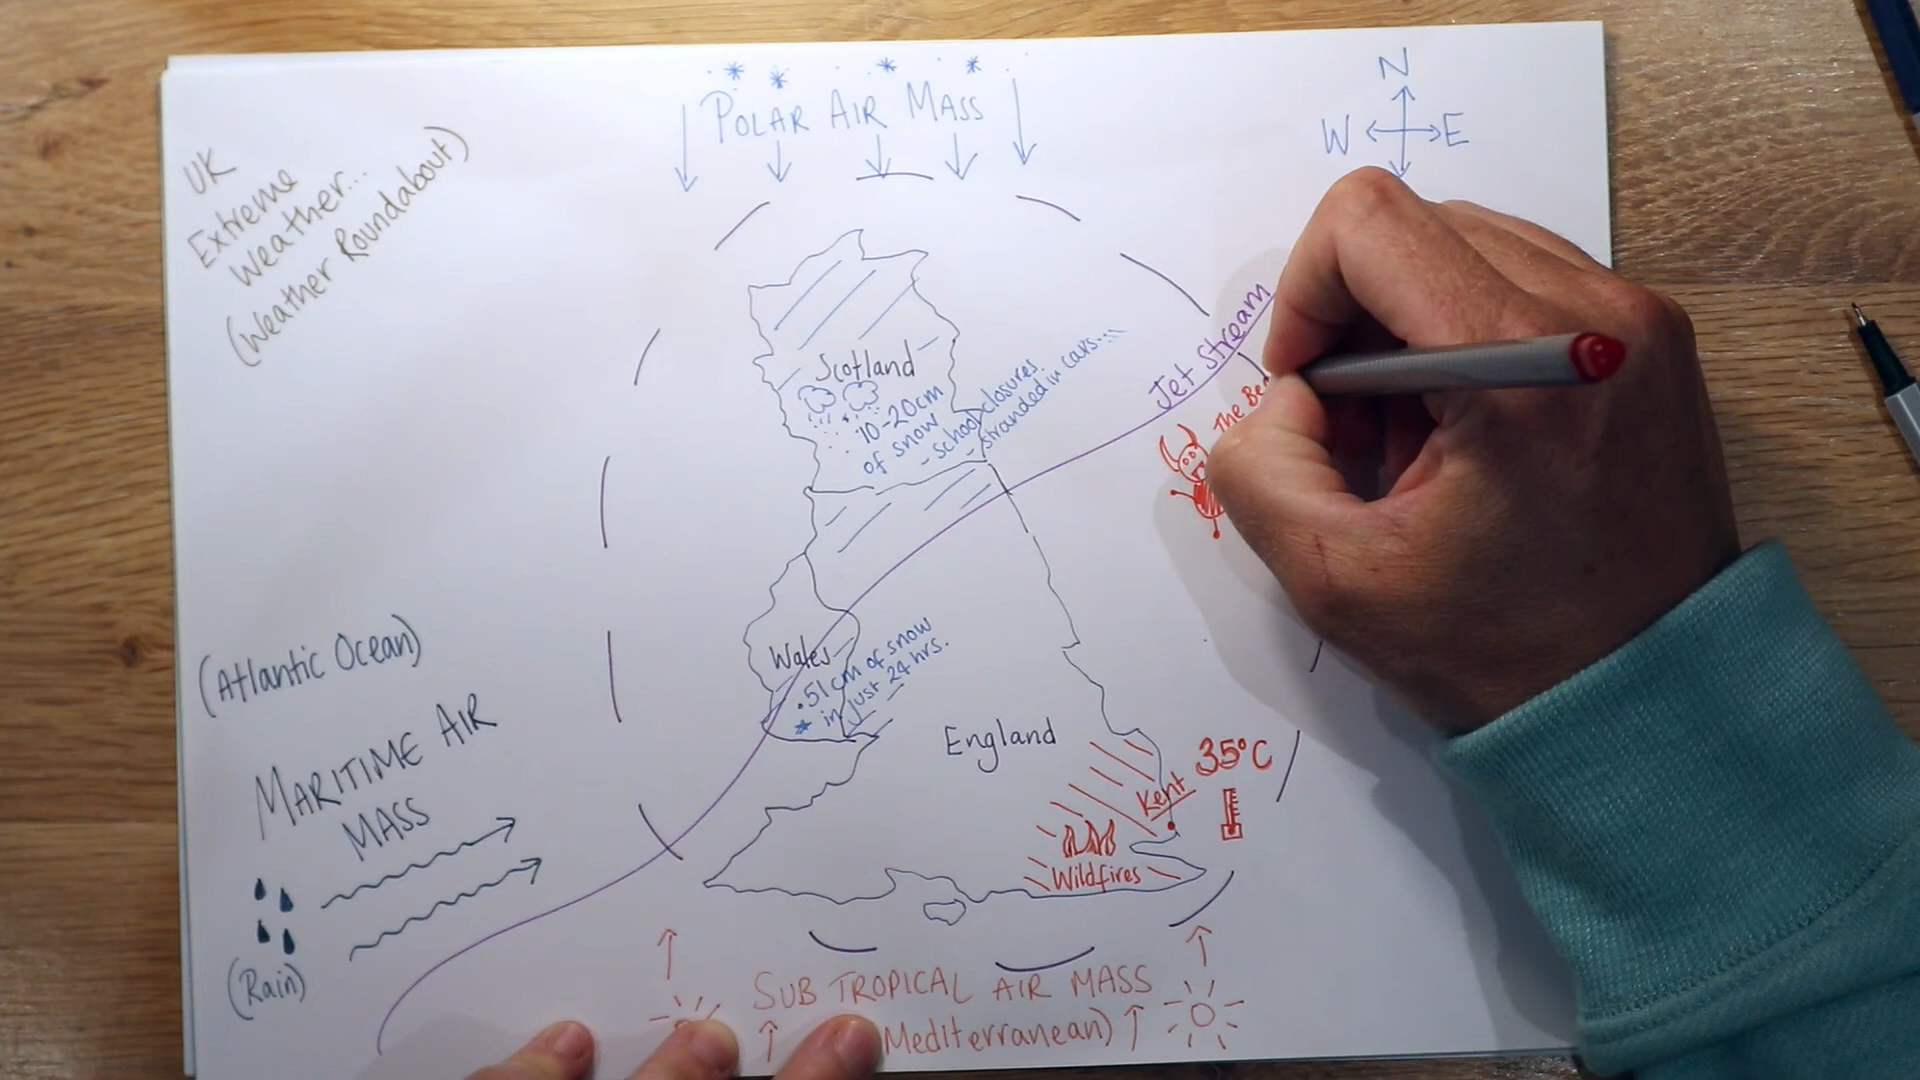 POLAR AIR MASS
N
W E
UK
Extreme
Weather...
(Weather Roundabout)
Jet Stream
The
Scotland
10-20cm
of snow
- school closures
- stranded in cars....
(Atlantic Ocean)
MARITIME AIR
MASS
(Rain)
Wales
.51cm of snow
in just 24 hrs.
England
Kent
35°C
Wildfires
SUB TROPICAL AIR MASS
Mediterranean)